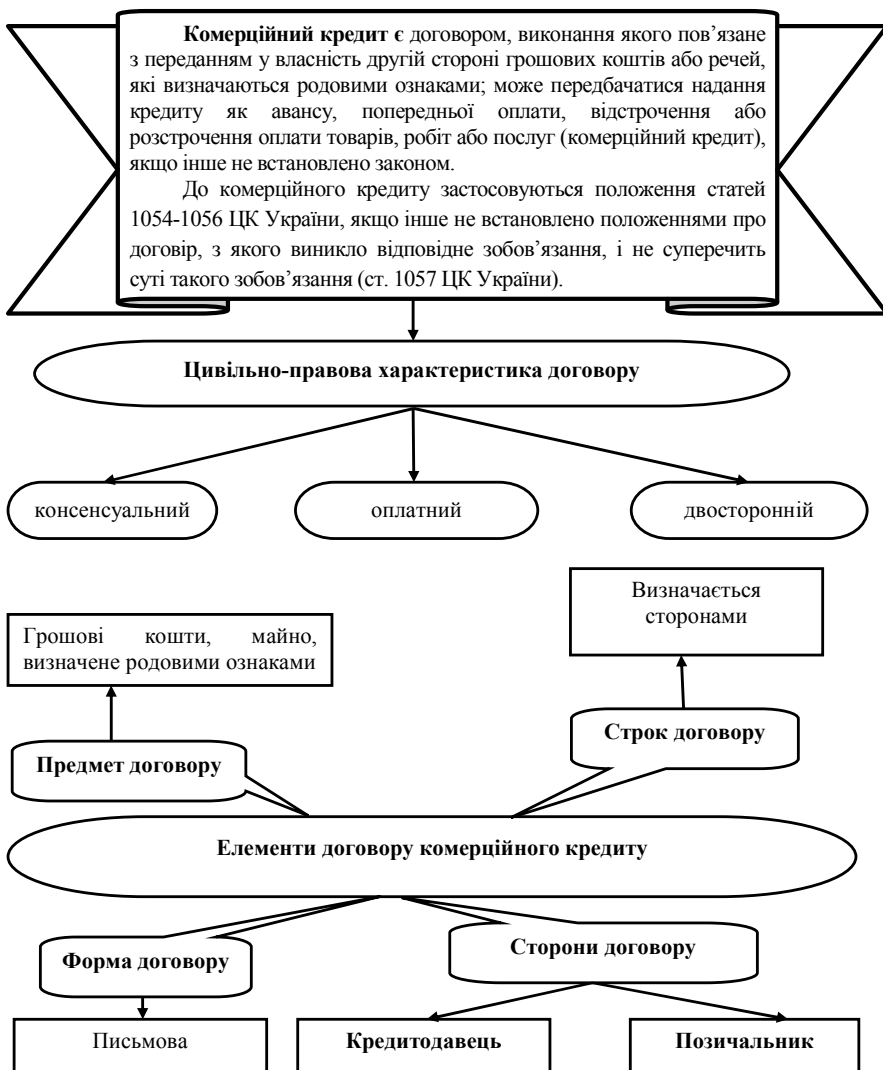 Комерційний кредит є договором, виконання якого пов’язане
з переданням у власність другій стороні грошових коштів або речей,
які визначаються родовими ознаками; може передбачатися надання
кредиту як авансу, попередньої оплати, відстрочення або
розстрочення оплати товарів, робіт або послуг (комерційний кредит),
якщо інше не встановлено законом.
До комерційного кредиту застосовуються положення статей
1054-1056 ЦК України, якщо інше не встановлено положеннями про
договір, з якого виникло відповідне зобов’язання, і не суперечить
суті такого зобов’язання (ст. 1057 ЦК України).
Цивільно-правова характеристика договору
консенсуальний
оплатний
двосторонній
Визначається
сторонами
Грошові кошти, майно,
визначене родовими ознаками
Строк договору
Предмет договору
Елементи договору комерційного кредиту
Форма договору
Сторони договору
Письмова
Кредитодавець
Позичальник